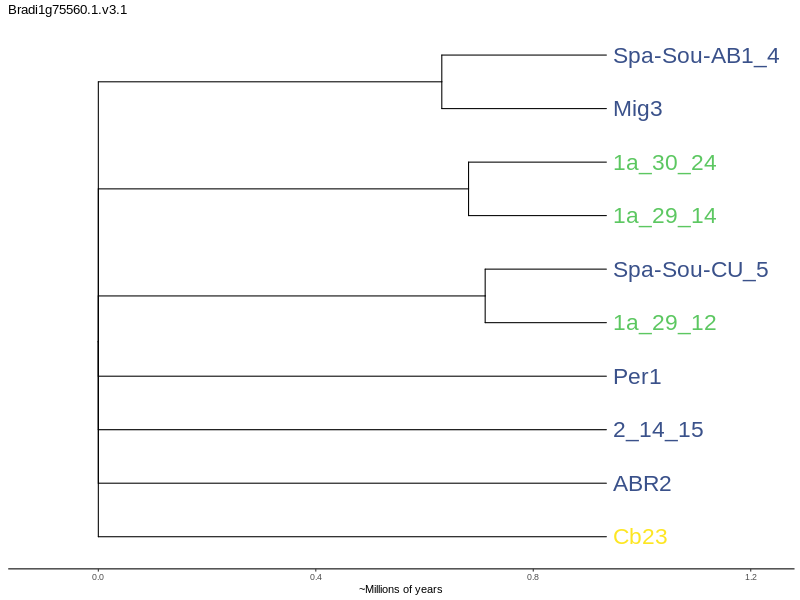 Bradi1g75560.1.v3.1
Spa-Sou-AB1_4
Mig3
1a_30_24
1a_29_14
Spa-Sou-CU_5
1a_29_12
Per1
2_14_15
ABR2
Cb23
0.0 0.4 0.8 1.2
~Millions of years